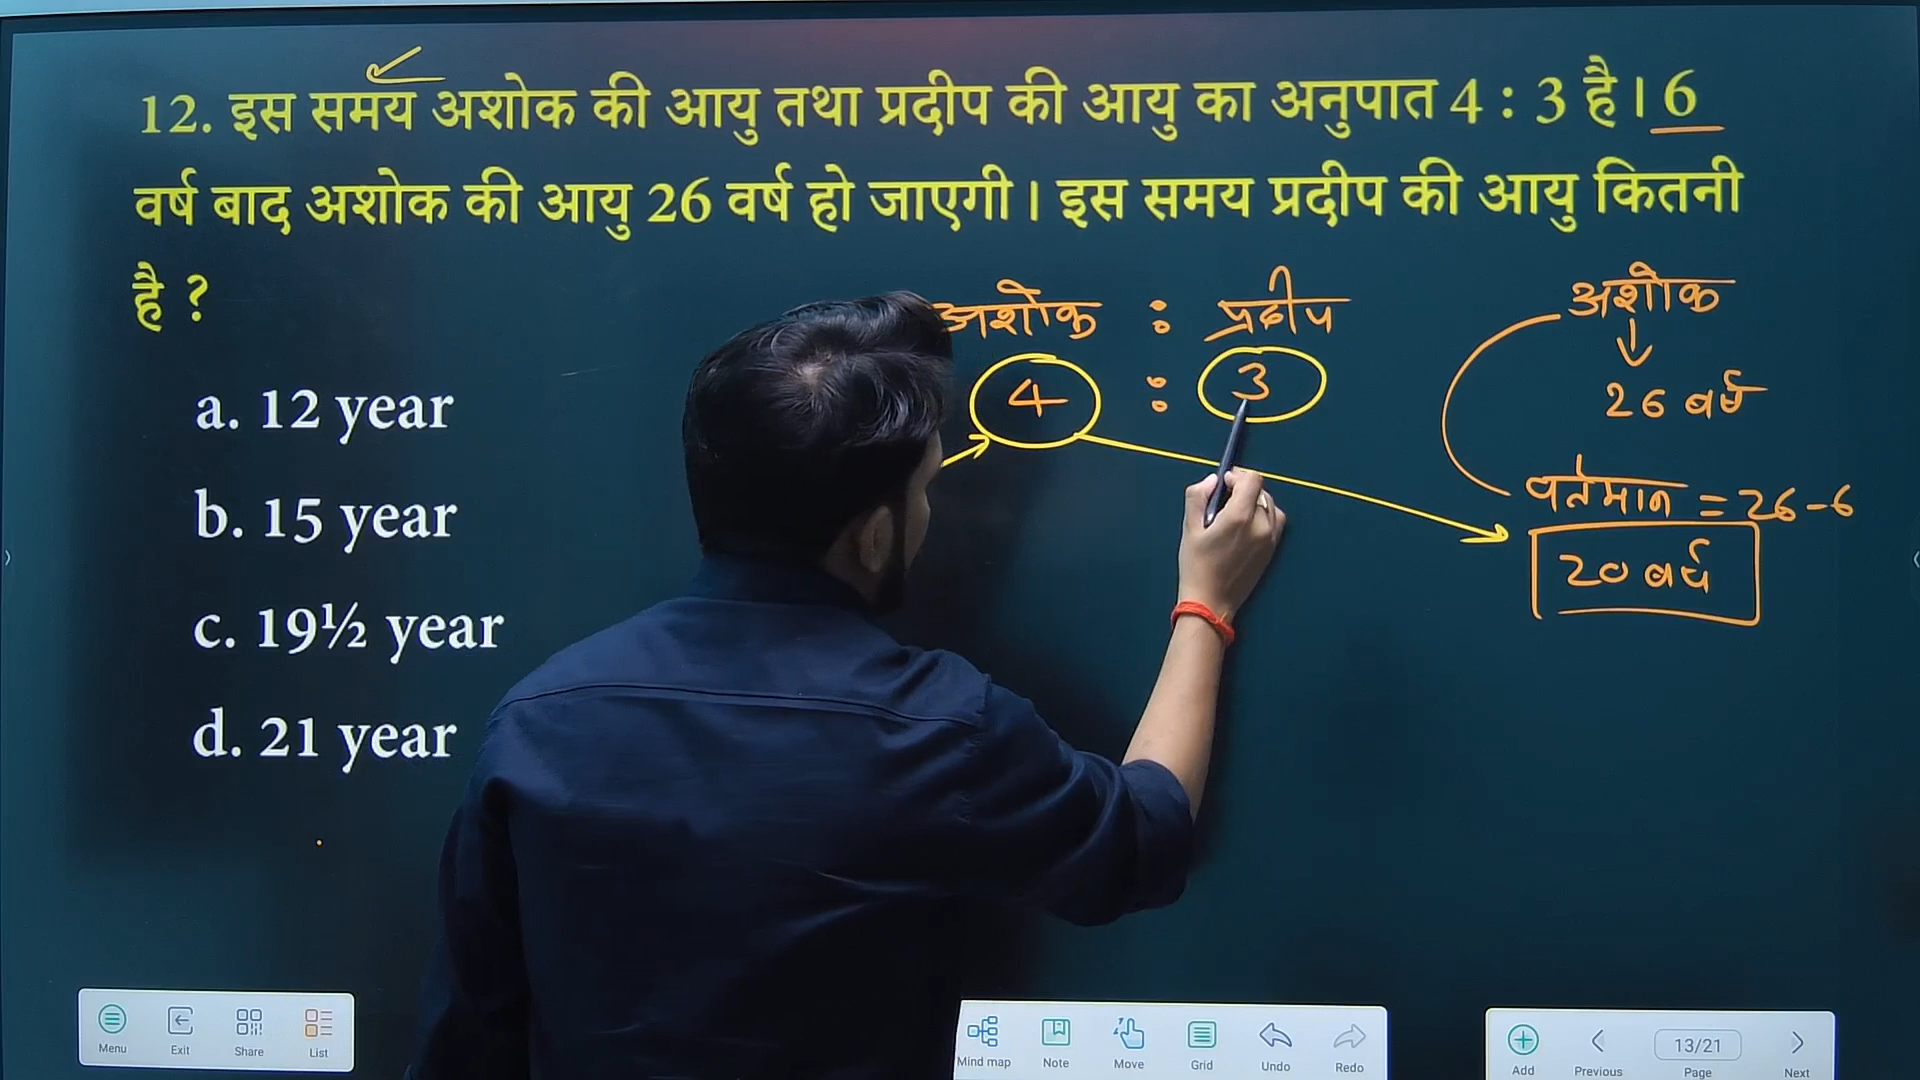 12. इस समय अशोक की आयु तथा प्रदीप की आयु का अनुपात 4 : 3 है। 6
वर्ष बाद अशोक की आयु 26 वर्ष हो जाएगी। इस समय प्रदीप की आयु कितनी
है ?
a. 12 year
b. 15 year
c. 19½ year
d. 21 year
अशोक : प्रदीप
4 : 3
अशोक
↓
26 वर्ष
वर्तमान = 26-6
20 वर्ष
Menu Exit Share List
Mind map Note Move Grid Undo Redo
13/21
Add Previous Page Next